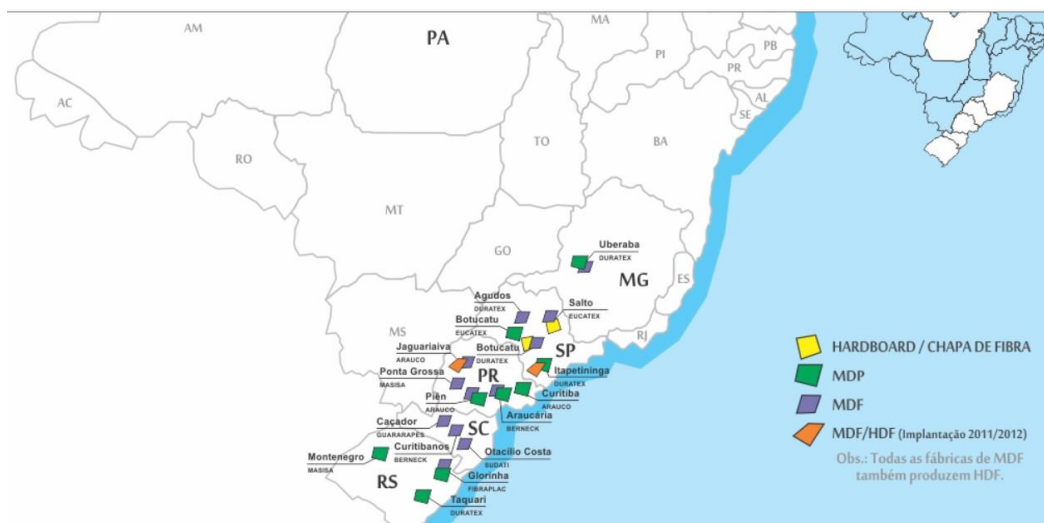 AM
PA
MA
PB
PI
PR
AC
AL
SE
TO
BA
RO
MT
GO
Uberaba
DURATEX
MG
ES
Agudos
DURATEX
Salto
EUCATEX
Botucatu
EUCATEX
MS
RJ
Jaguariaiva
ARAUCO
Botucatu
DURATEX
SP
Ponta Grossa
MASISA
PR
Itapetininga
DURATEX
Piên
ARAUCO
Curitiba
ARAUCO
Araucária
BERNECK
Caçador
GUARARAPES
SC
Curitibanos
BERNECK
Otacílio Costa
SUDATI
Montenegro
MASISA
RS
Glorinha
FIBRAPLAC
Taquari
DURATEX
HARDBOARD / CHAPA DE FIBRA
MDP
MDF
MDF/HDF (Implantação 2011/2012)
Obs.: Todas as fábricas de MDF
também produzem HDF.